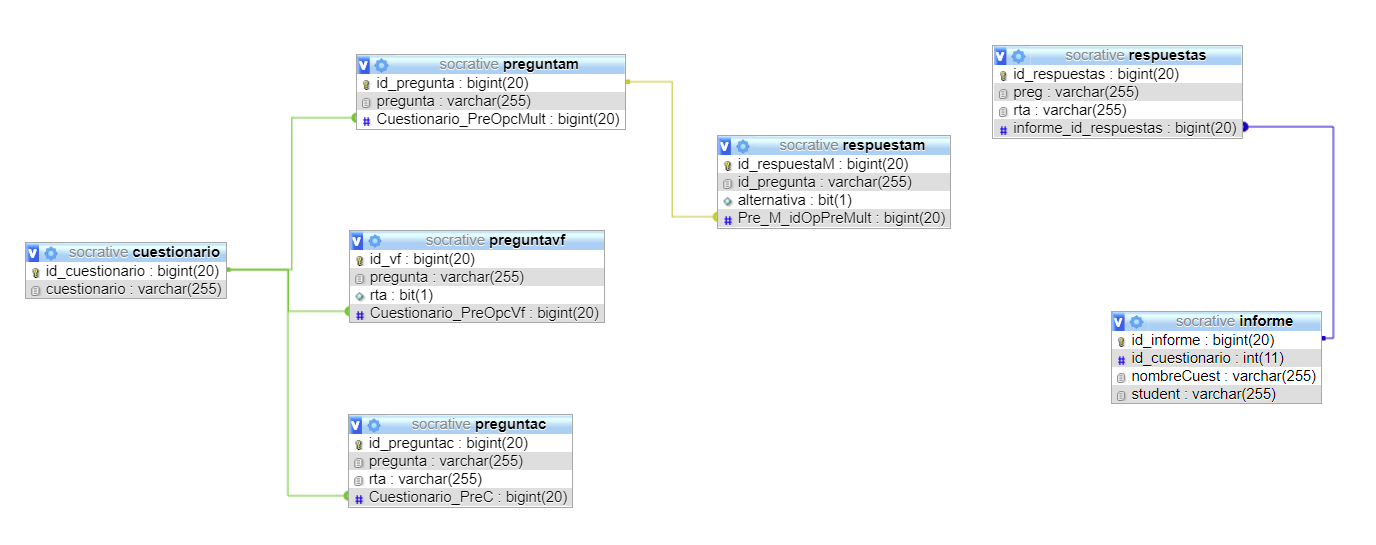 socrative preguntam
id_pregunta : bigint(20)
pregunta : varchar(255)
Cuestionario_PreOpcMult : bigint(20)
socrative respuestas
id_respuestas : bigint(20)
preg : varchar(255)
rta : varchar(255)
informe_id_respuestas : bigint(20)
socrative respuestam
id_respuestaM : bigint(20)
id_pregunta : varchar(255)
alternativa : bit(1)
Pre_M_idOpPreMult : bigint(20)
socrative cuestionario
id_cuestionario : bigint(20)
cuestionario : varchar(255)
socrative preguntavf
id_vf : bigint(20)
pregunta : varchar(255)
rta : bit(1)
Cuestionario_PreOpcVf : bigint(20)
socrative informe
id_informe : bigint(20)
id_cuestionario : int(11)
nombreCuest : varchar(255)
student : varchar(255)
socrative preguntac
id_preguntac : bigint(20)
pregunta : varchar(255)
rta : varchar(255)
Cuestionario_PreC : bigint(20)